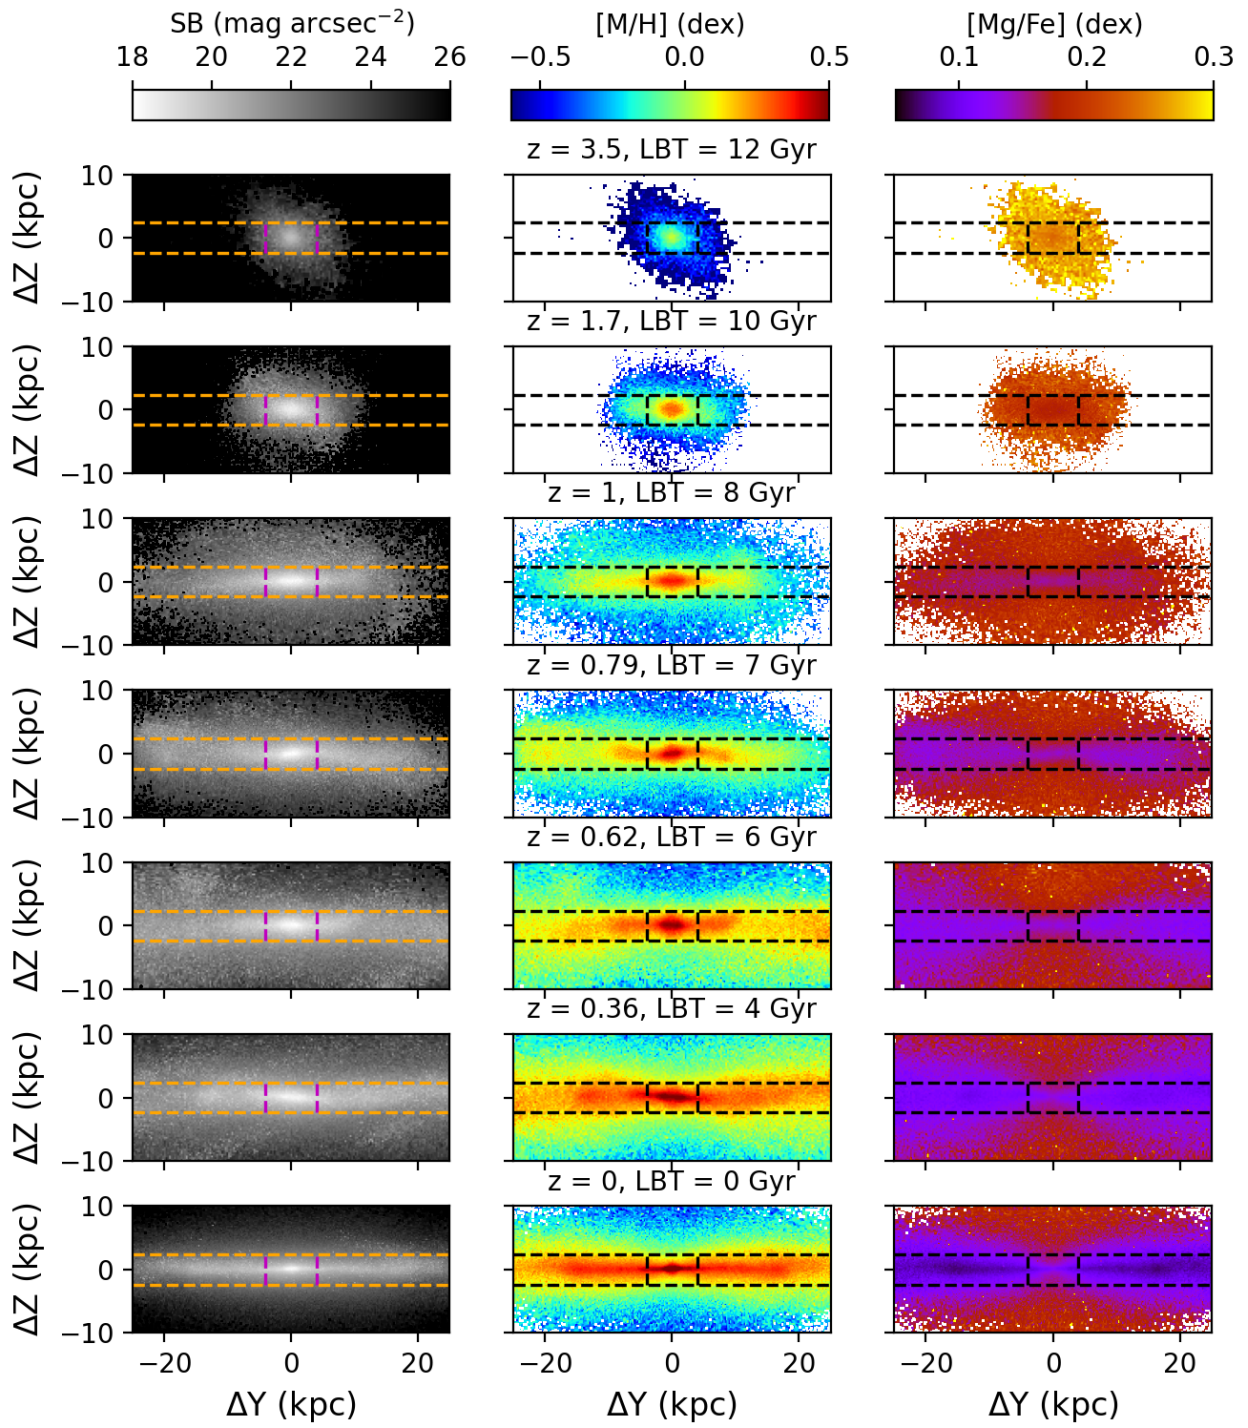 SB (mag arcsec⁻²) [M/H] (dex) [Mg/Fe] (dex)
18 20 22 24 26 −0.5 0.0 0.5 0.1 0.2 0.3
z = 3.5, LBT = 12 Gyr
10
0
−10
ΔZ (kpc)
z = 1.7, LBT = 10 Gyr
10
0
−10
ΔZ (kpc)
z = 1, LBT = 8 Gyr
10
0
−10
ΔZ (kpc)
z = 0.79, LBT = 7 Gyr
10
0
−10
ΔZ (kpc)
z = 0.62, LBT = 6 Gyr
10
0
−10
ΔZ (kpc)
z = 0.36, LBT = 4 Gyr
10
0
−10
ΔZ (kpc)
z = 0, LBT = 0 Gyr
10
0
−10
ΔZ (kpc)
−20 0 20 −20 0 20 −20 0 20
ΔY (kpc) ΔY (kpc) ΔY (kpc)